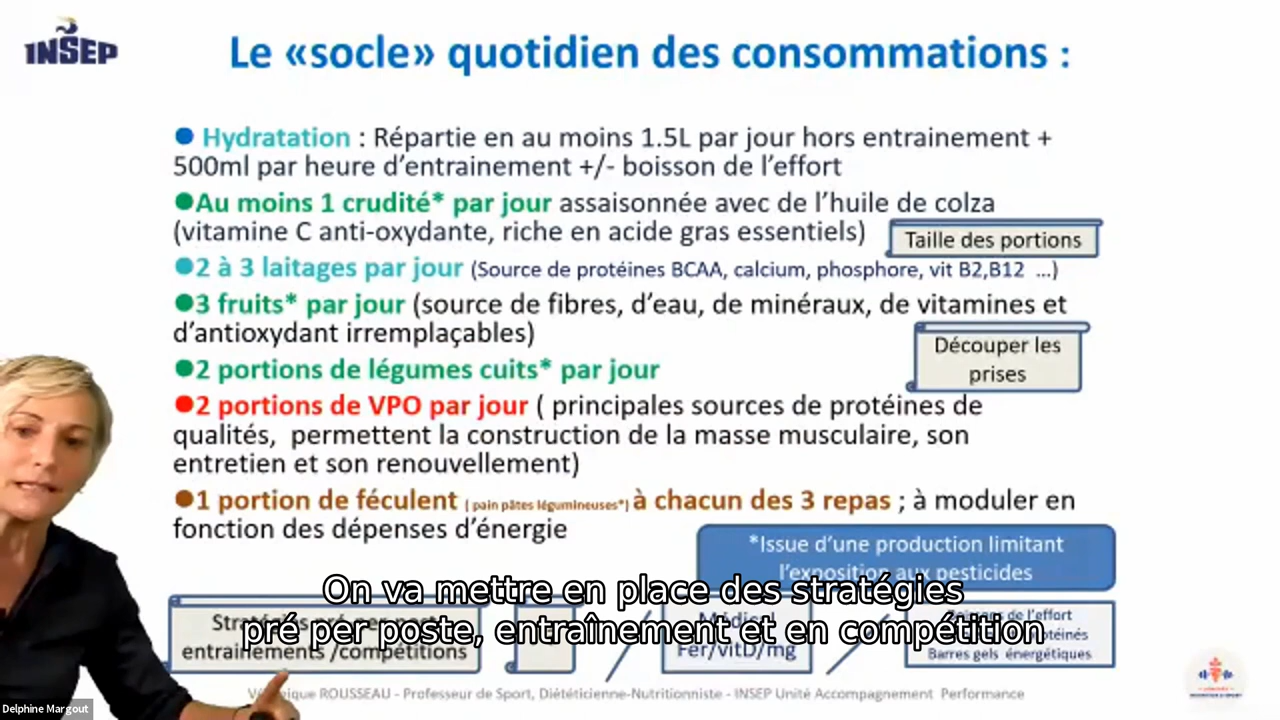 INSEP
Le «socle» quotidien des consommations :
● Hydratation : Répartie en au moins 1.5L par jour hors entrainement +
500ml par heure d’entrainement +/- boisson de l’effort
●Au moins 1 crudité* par jour assaisonnée avec de l’huile de colza
(vitamine C anti-oxydante, riche en acide gras essentiels)
Taille des portions
●2 à 3 laitages par jour (Source de protéines BCAA, calcium, phosphore, vit B2,B12 …)
●3 fruits* par jour (source de fibres, d’eau, de minéraux, de vitamines et
d’antioxydant irremplaçables)
Découper les
prises
●2 portions de légumes cuits* par jour
●2 portions de VPO par jour ( principales sources de protéines de
qualités, permettent la construction de la masse musculaire, son
entretien et son renouvellement)
●1 portion de féculent ( pain pâtes légumineuses*) à chacun des 3 repas ; à moduler en
fonction des dépenses d’énergie
*Issue d’une production limitant
l’exposition aux pesticides
On va mettre en place des stratégies
pré per poste, entraînement et en compétition.
entrainements /compétitions
Fer/vitD/mg
de l’effort
Barres gels énergétiques
ROUSSEAU - Professeur de Sport, Diététicienne-Nutritionniste - INSEP Unité Accompagnement Performance
Delphine Margout